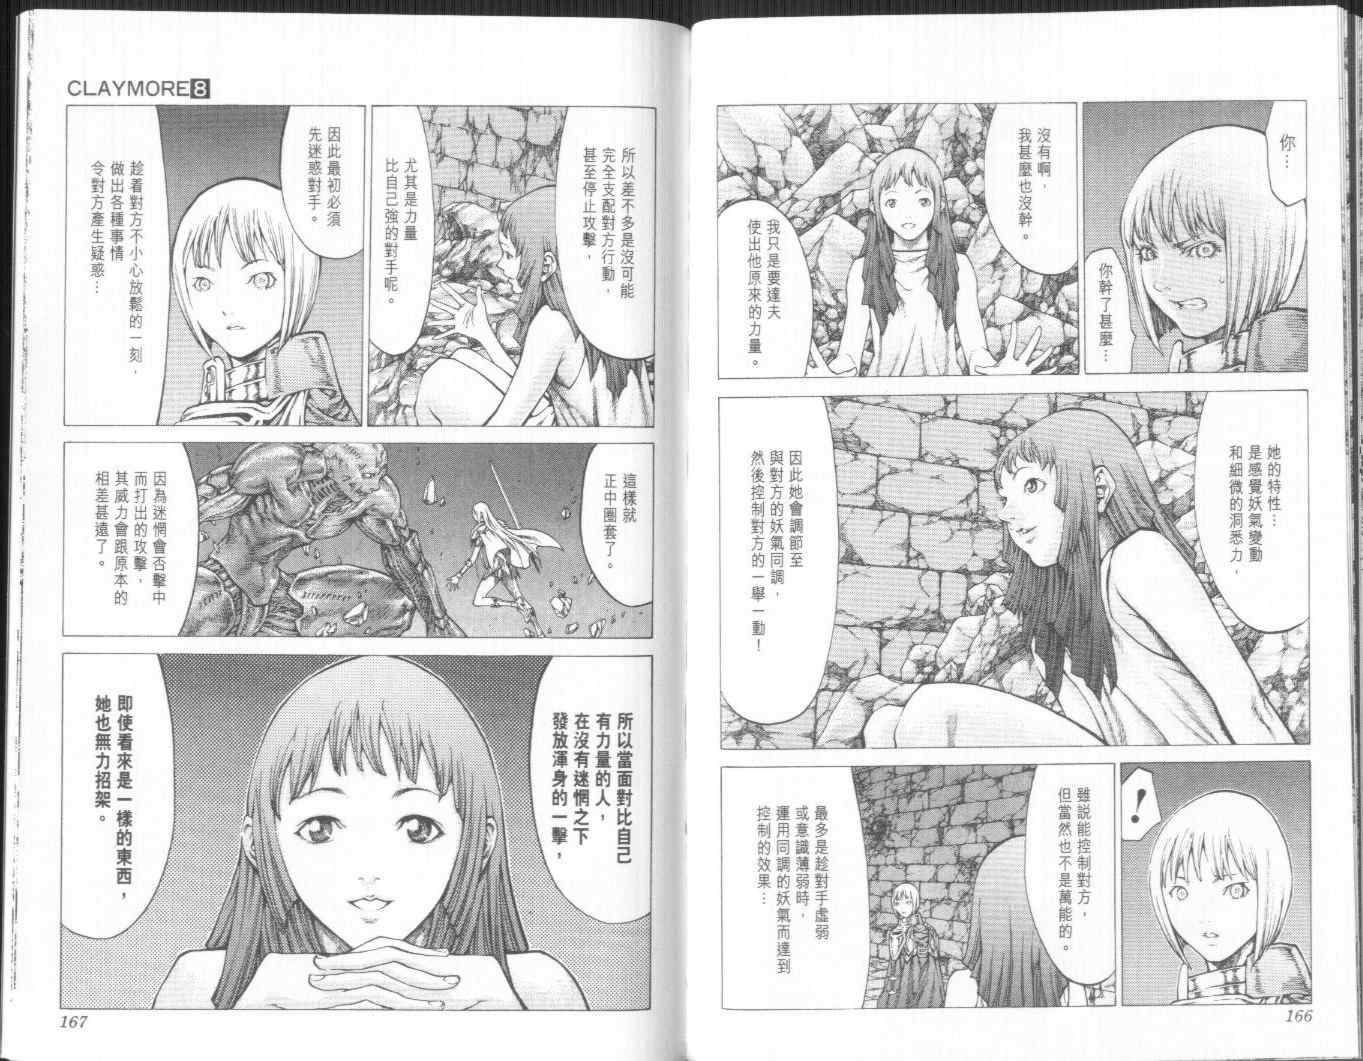 你…
你幹了甚麼…
沒有啊，
我甚麼也沒幹。
我只是要達夫
使出他原來的力量。
她的特性…
是感覺妖氣變動
和細微的洞悉力，
因此她會調節至
與對方的妖氣同調，
然後控制對方的一舉一動！
！
雖説能控制對方，
但當然也不是萬能的。
最多是趁對手虛弱
或意識薄弱時，
運用同調的妖氣而達到
控制的效果…
166
CLAYMORE8
所以差不多是沒可能
完全支配對方行動，
甚至停止攻擊，
尤其是力量
比自己強的對手呢。
因此最初必須
先迷惑對手。
趁着對方不小心放鬆的一刻，
做出各種事情
令對方產生疑惑…
這樣就
正中圈套了。
因為迷惘會否擊中
而打出的攻擊，
其威力會跟原本的
相差甚遠了。
所以當面對比自己
有力量的人，
在沒有迷惘之下
發放渾身的一擊，
即使看來是一樣的東西，
她也無力招架。
167